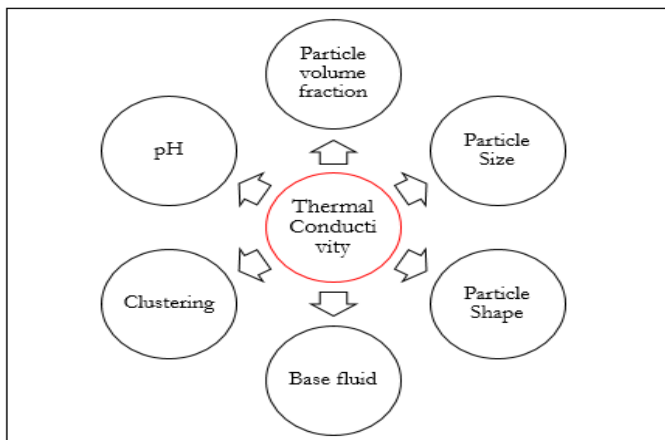 Particle
volume
fraction
pH
Particle
Size
Thermal
Conducti
vity
Clustering
Particle
Shape
Base fluid